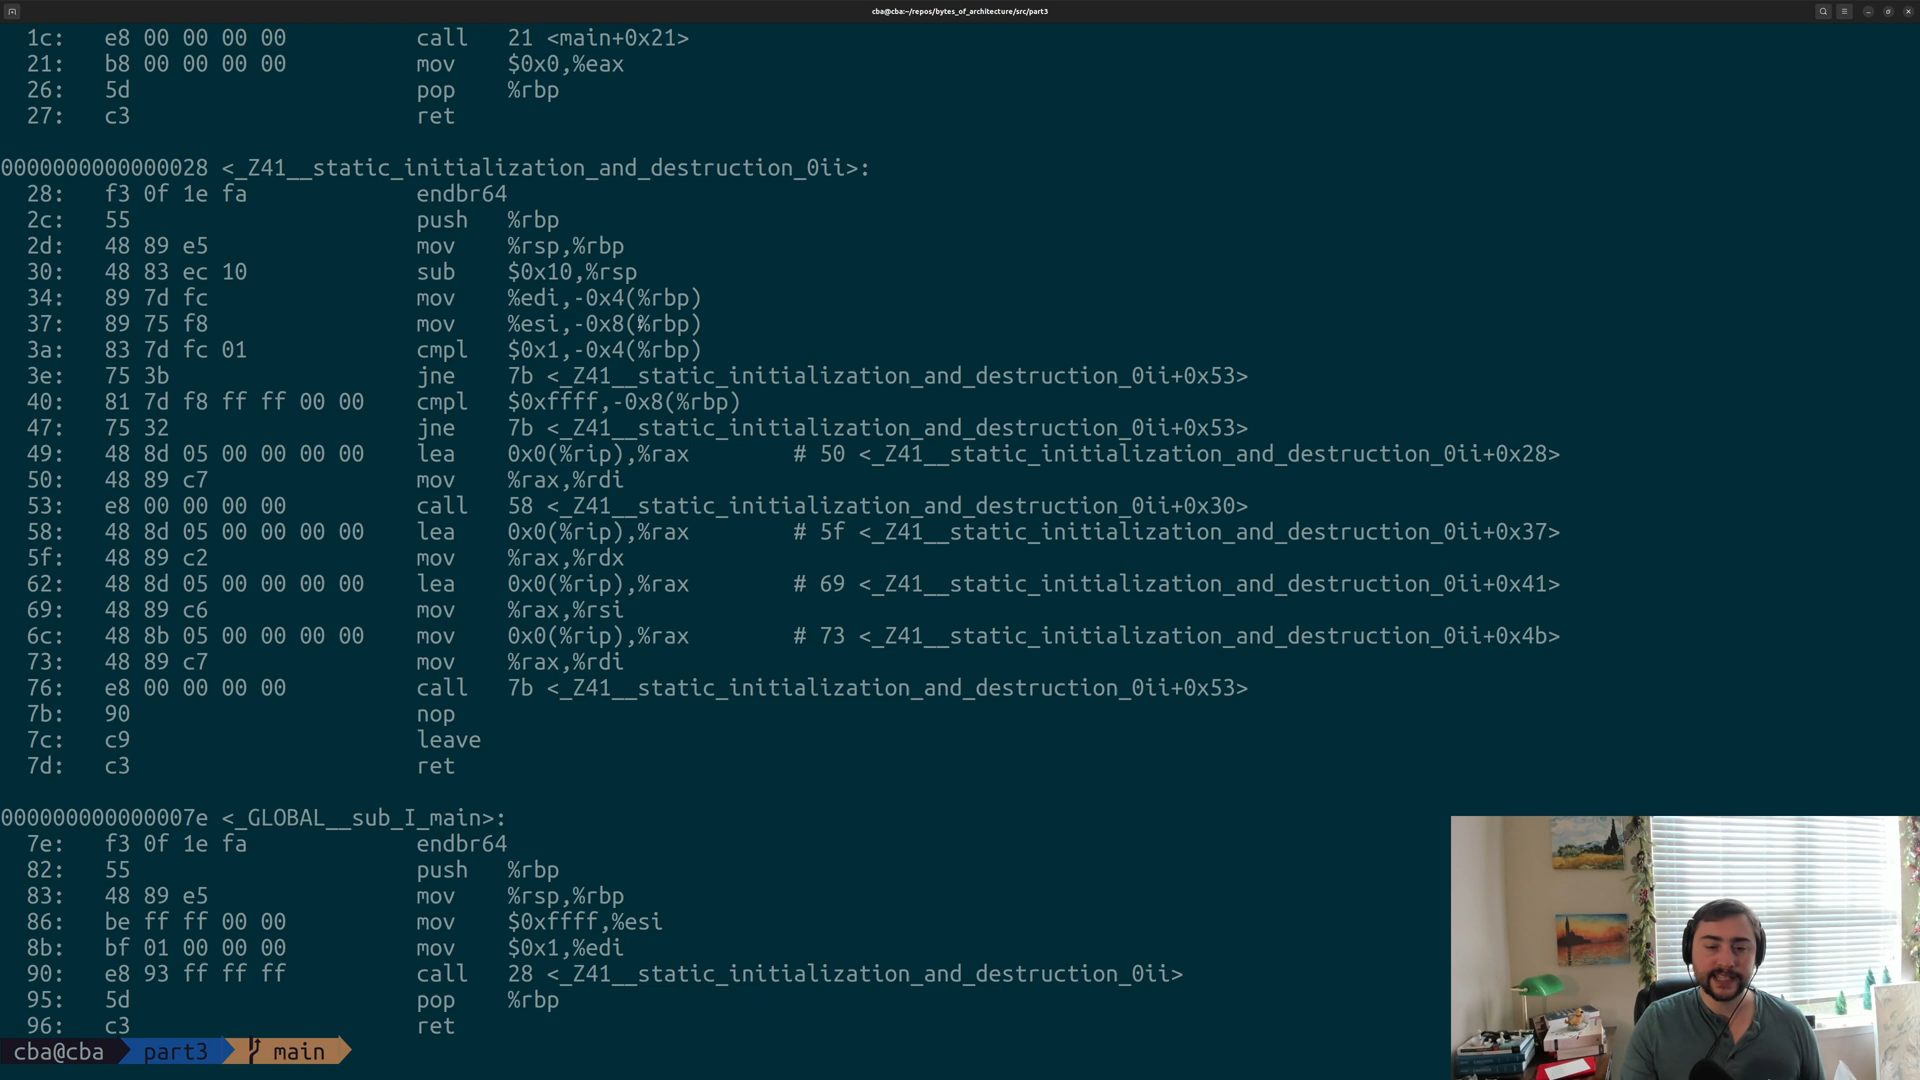 cba@cba:~/repos/bytes_of_architecture/src/part3
1c: e8 00 00 00 00 call 21 <main+0x21>
21: b8 00 00 00 00 mov $0x0,%eax
26: 5d pop %rbp
27: c3 ret
0000000000000028 <_Z41__static_initialization_and_destruction_0ii>:
28: f3 0f 1e fa endbr64
2c: 55 push %rbp
2d: 48 89 e5 mov %rsp,%rbp
30: 48 83 ec 10 sub $0x10,%rsp
34: 89 7d fc mov %edi,-0x4(%rbp)
37: 89 75 f8 mov %esi,-0x8(%rbp)
3a: 83 7d fc 01 cmpl $0x1,-0x4(%rbp)
3e: 75 3b jne 7b <_Z41__static_initialization_and_destruction_0ii+0x53>
40: 81 7d f8 ff ff 00 00 cmpl $0xffff,-0x8(%rbp)
47: 75 32 jne 7b <_Z41__static_initialization_and_destruction_0ii+0x53>
49: 48 8d 05 00 00 00 00 lea 0x0(%rip),%rax # 50 <_Z41__static_initialization_and_destruction_0ii+0x28>
50: 48 89 c7 mov %rax,%rdi
53: e8 00 00 00 00 call 58 <_Z41__static_initialization_and_destruction_0ii+0x30>
58: 48 8d 05 00 00 00 00 lea 0x0(%rip),%rax # 5f <_Z41__static_initialization_and_destruction_0ii+0x37>
5f: 48 89 c2 mov %rax,%rdx
62: 48 8d 05 00 00 00 00 lea 0x0(%rip),%rax # 69 <_Z41__static_initialization_and_destruction_0ii+0x41>
69: 48 89 c6 mov %rax,%rsi
6c: 48 8b 05 00 00 00 00 mov 0x0(%rip),%rax # 73 <_Z41__static_initialization_and_destruction_0ii+0x4b>
73: 48 89 c7 mov %rax,%rdi
76: e8 00 00 00 00 call 7b <_Z41__static_initialization_and_destruction_0ii+0x53>
7b: 90 nop
7c: c9 leave
7d: c3 ret
000000000000007e <_GLOBAL__sub_I_main>:
7e: f3 0f 1e fa endbr64
82: 55 push %rbp
83: 48 89 e5 mov %rsp,%rbp
86: be ff ff 00 00 mov $0xffff,%esi
8b: bf 01 00 00 00 mov $0x1,%edi
90: e8 93 ff ff ff call 28 <_Z41__static_initialization_and_destruction_0ii>
95: 5d pop %rbp
96: c3 ret
cba@cba part3 main